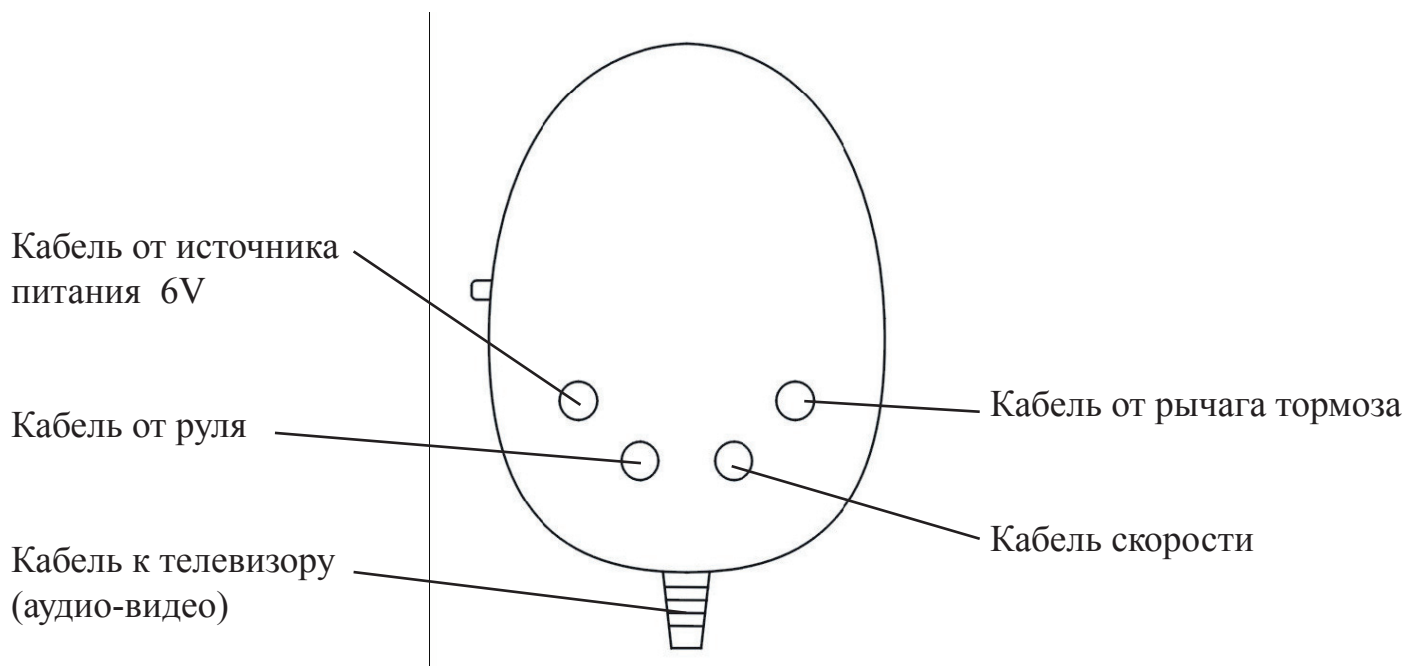 Кабель от источника
питания 6V
Кабель от руля
Кабель к телевизору
(аудио-видео)
Кабель от рычага тормоза
Кабель скорости